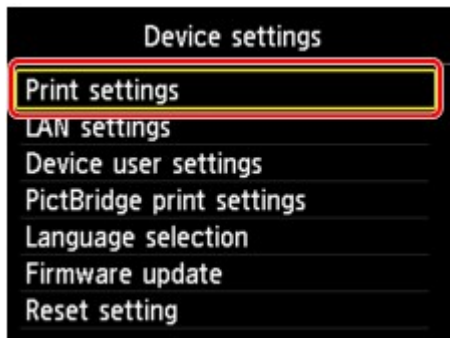 Device settings
Print settings
LAN settings
Device user settings
PictBridge print settings
Language selection
Firmware update
Reset setting